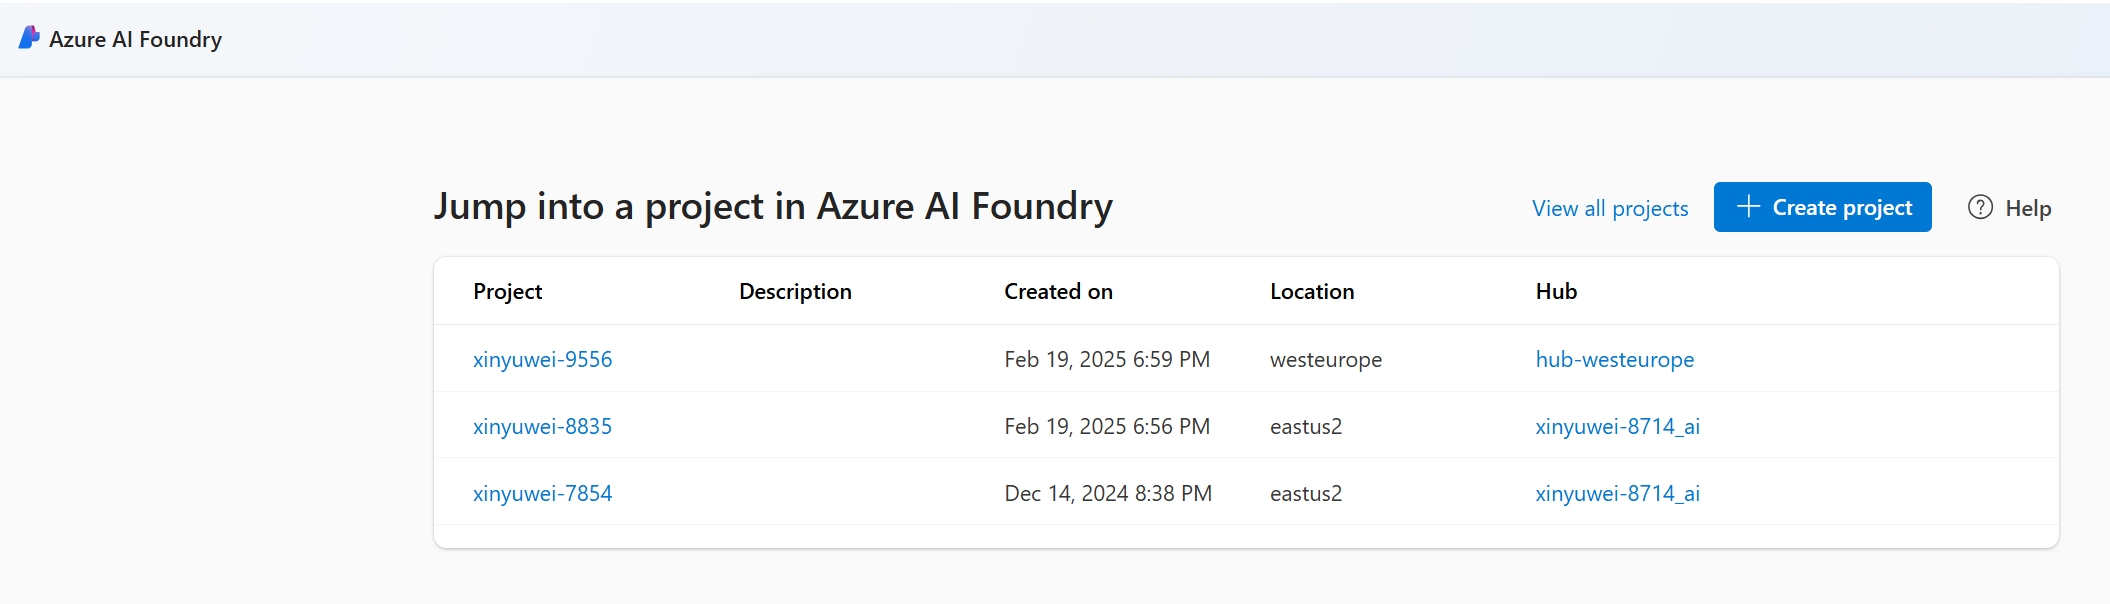 Azure AI Foundry
Jump into a project in Azure AI Foundry
View all projects
Create project
Help
Project Description Created on Location Hub
xinyuwei-9556 Feb 19, 2025 6:59 PM westeurope hub-westeurope
xinyuwei-8835 Feb 19, 2025 6:56 PM eastus2 xinyuwei-8714_ai
xinyuwei-7854 Dec 14, 2024 8:38 PM eastus2 xinyuwei-8714_ai